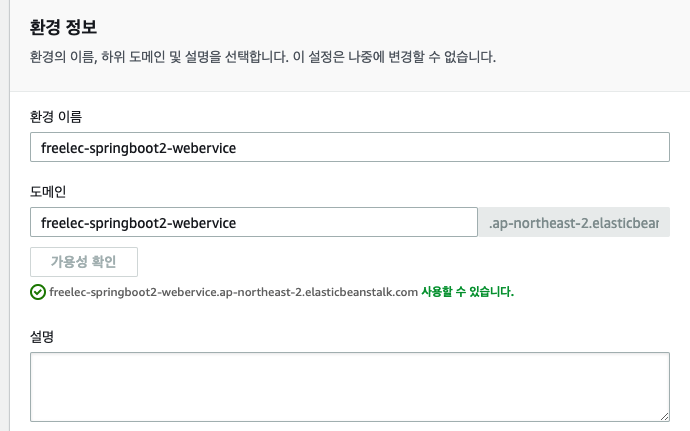 환경 정보
환경의 이름, 하위 도메인 및 설명을 선택합니다. 이 설정은 나중에 변경할 수 없습니다.
환경 이름
freelec-springboot2-webervice
도메인
freelec-springboot2-webervice .ap-northeast-2.elasticbean
가용성 확인
freelec-springboot2-webervice.ap-northeast-2.elasticbeanstalk.com 사용할 수 있습니다.
설명